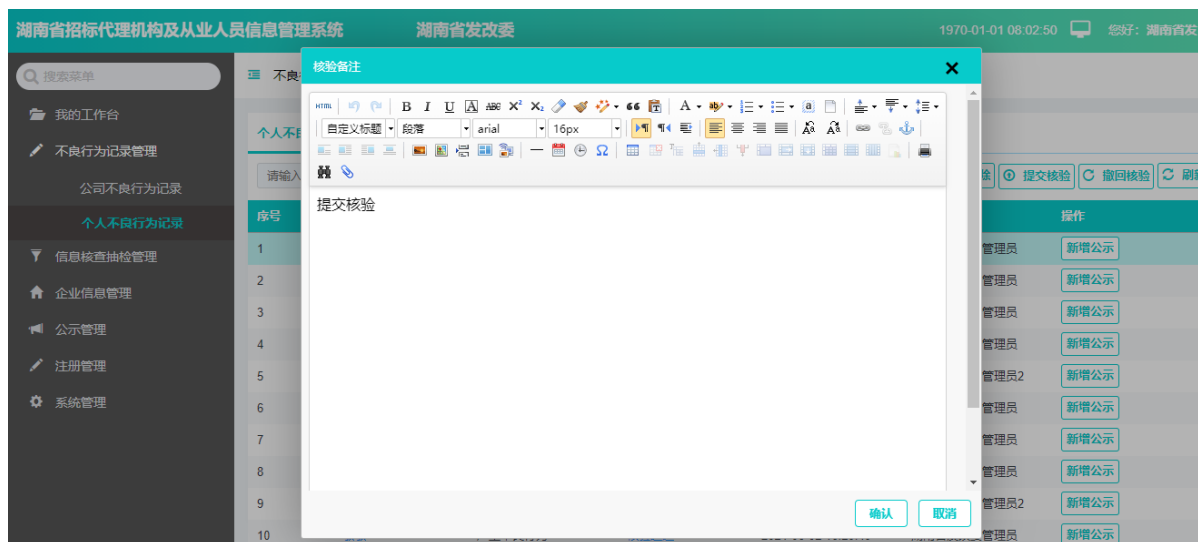 湖南省招标代理机构及从业人员信息管理系统 湖南省发改委 1970-01-01 08:02:50 您好：湖南首发
搜索菜单
我的工作台
不良行为记录管理
公司不良行为记录
个人不良行为记录
信息核查抽检管理
企业信息管理
公示管理
注册管理
系统管理
不良
个人不良
请输入
提交核验 撤回核验 刷新
序号 操作
1 管理员 新增公示
2 管理员 新增公示
3 管理员 新增公示
4 管理员 新增公示
5 管理员2 新增公示
6 管理员 新增公示
7 管理员 新增公示
8 管理员 新增公示
9 管理员2 新增公示
10 管理员 新增公示
核验备注
HTML B I U A ABC X² X₂
自定义标题 段落 arial 16px
提交核验
确认 取消